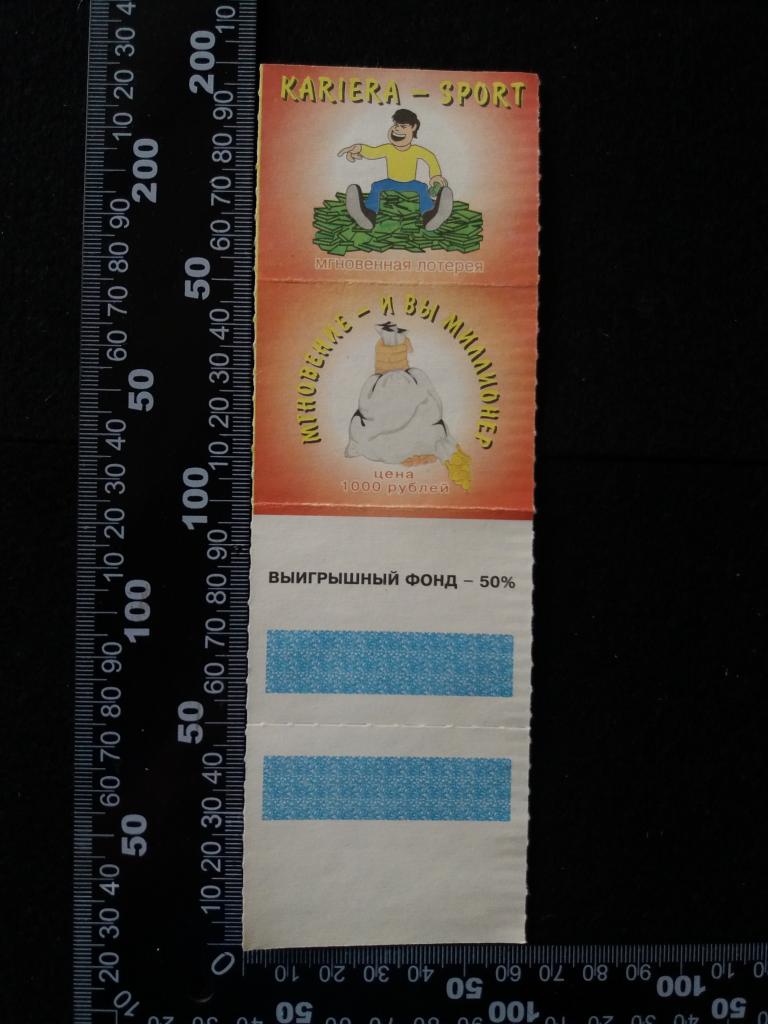 KARIERA – SPORT
мгновенная лотерея
МГНОВЕНИЕ – И ВЫ МИЛЛИОНЕР
цена
1000 рублей
ВЫИГРЫШНЫЙ ФОНД – 50%